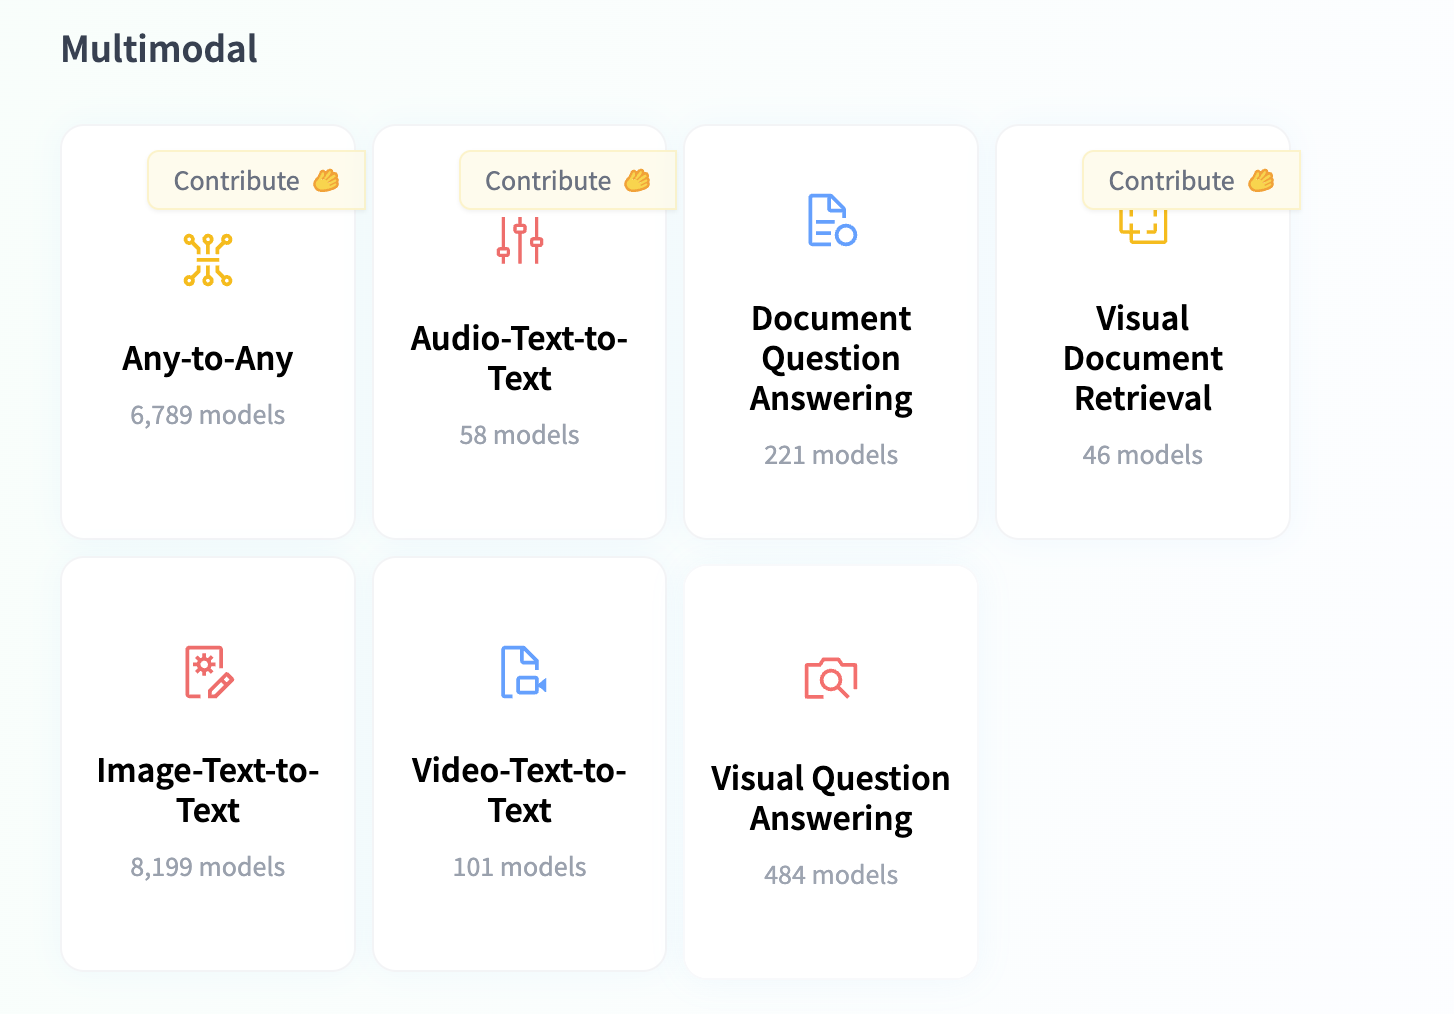 Multimodal
Contribute 👏
Any-to-Any
6,789 models
Contribute 👏
Audio-Text-to-
Text
58 models
Document
Question
Answering
221 models
Contribute 👏
Visual
Document
Retrieval
46 models
Image-Text-to-
Text
8,199 models
Video-Text-to-
Text
101 models
Visual Question
Answering
484 models